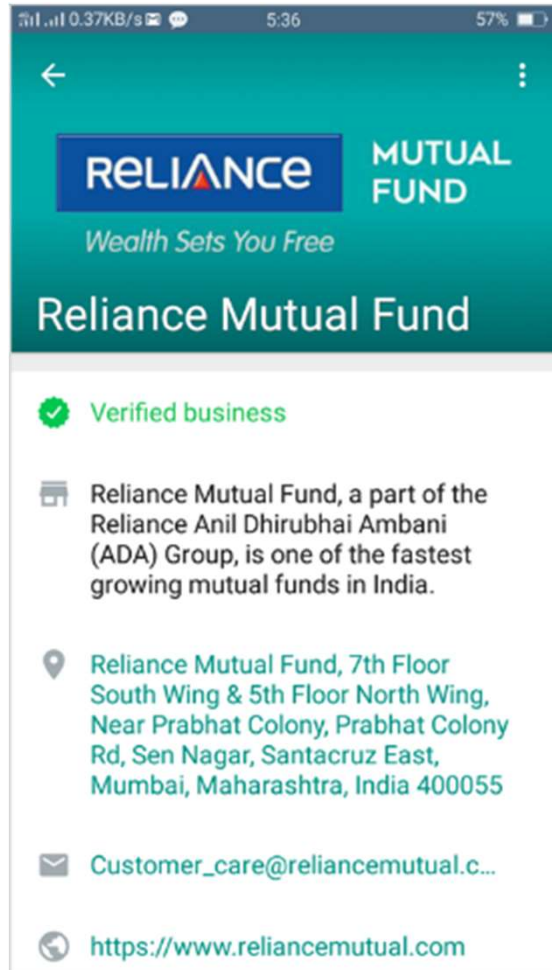 0.37KB/s 5:36 57%
RELIANCE MUTUAL FUND
Wealth Sets You Free
Reliance Mutual Fund
Verified business
Reliance Mutual Fund, a part of the
Reliance Anil Dhirubhai Ambani
(ADA) Group, is one of the fastest
growing mutual funds in India.
Reliance Mutual Fund, 7th Floor
South Wing & 5th Floor North Wing,
Near Prabhat Colony, Prabhat Colony
Rd, Sen Nagar, Santacruz East,
Mumbai, Maharashtra, India 400055
Customer_care@reliancemutual.c...
https://www.reliancemutual.com